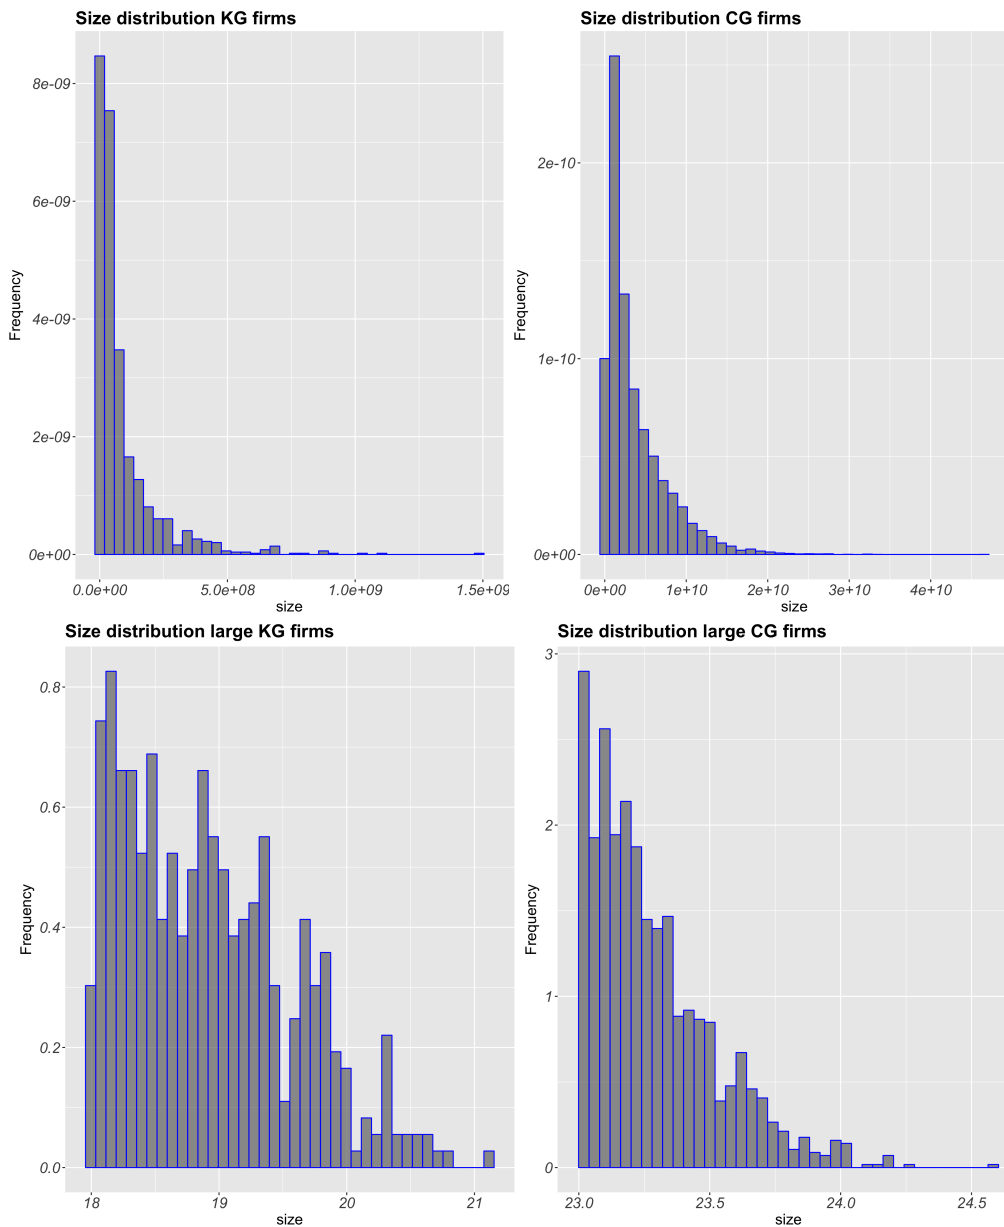 Size distribution KG firms
8e-09
6e-09
4e-09
2e-09
0e+00
Frequency
0.0e+00 5.0e+08 1.0e+09 1.5e+09
size
Size distribution CG firms
2e-10
1e-10
0e+00
Frequency
0e+00 1e+10 2e+10 3e+10 4e+10
size
Size distribution large KG firms
0.8
0.6
0.4
0.2
0.0
Frequency
18 19 20 21
size
Size distribution large CG firms
3
2
1
0
Frequency
23.0 23.5 24.0 24.5
size